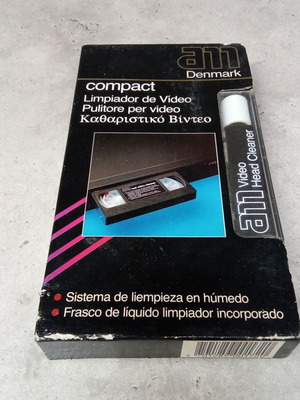 am
Denmark
compact
Limpiador de Vídeo
Pulitore per video
Καθαριστικό Βίντεο
am Video
Head Cleaner
• Sistema de liempieza en húmedo
• Frasco de líquido limpiador incorporado